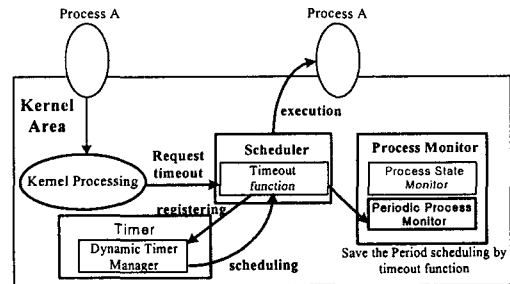 Process A
Process A
Kernel
Area
execution
Request
timeout
Scheduler
Timeout
function
Process Monitor
Process State
Monitor
Periodic Process
Monitor
Kernel Processing
registering
Timer
Dynamic Timer
Manager
scheduling
Save the Period scheduling by
timeout function